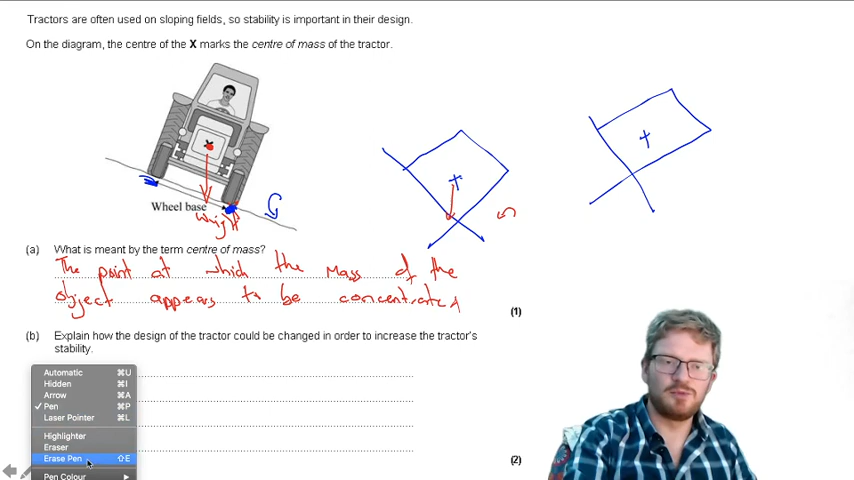 Tractors are often used on sloping fields, so stability is important in their design.
On the diagram, the centre of the X marks the centre of mass of the tractor.
Wheel base
Weight
(a) What is meant by the term centre of mass?
The point at which the mass of the
object appears to be concentrated
(1)
(b) Explain how the design of the tractor could be changed in order to increase the tractor's
stability.
Automatic ⌘U
Hidden ⌘I
Arrow ⌘A
✓ Pen ⌘P
Laser Pointer ⌘L
Highlighter
Eraser
Erase Pen ⇧E
Pen Colour ▶
(2)